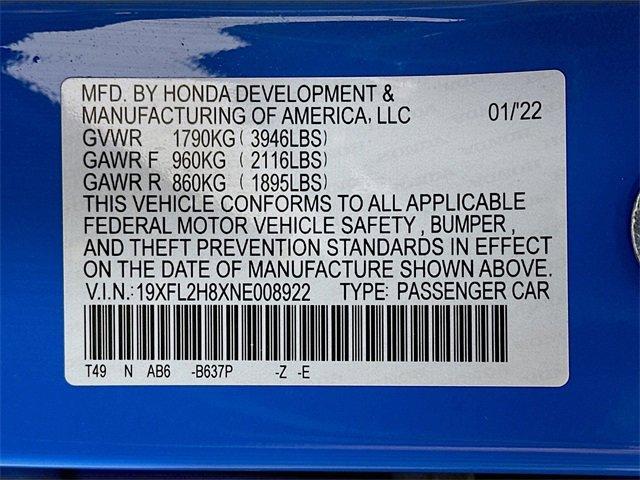 MFD. BY HONDA DEVELOPMENT &
MANUFACTURING OF AMERICA, LLC 01/'22
GVWR 1790KG ( 3946LBS)
GAWR F 960KG ( 2116LBS)
GAWR R 860KG ( 1895LBS)
THIS VEHICLE CONFORMS TO ALL APPLICABLE
FEDERAL MOTOR VEHICLE SAFETY , BUMPER ,
AND THEFT PREVENTION STANDARDS IN EFFECT
ON THE DATE OF MANUFACTURE SHOWN ABOVE.
V.I.N.: 19XFL2H8XNE008922 TYPE: PASSENGER CAR
T49 N AB6 -B637P -Z -E